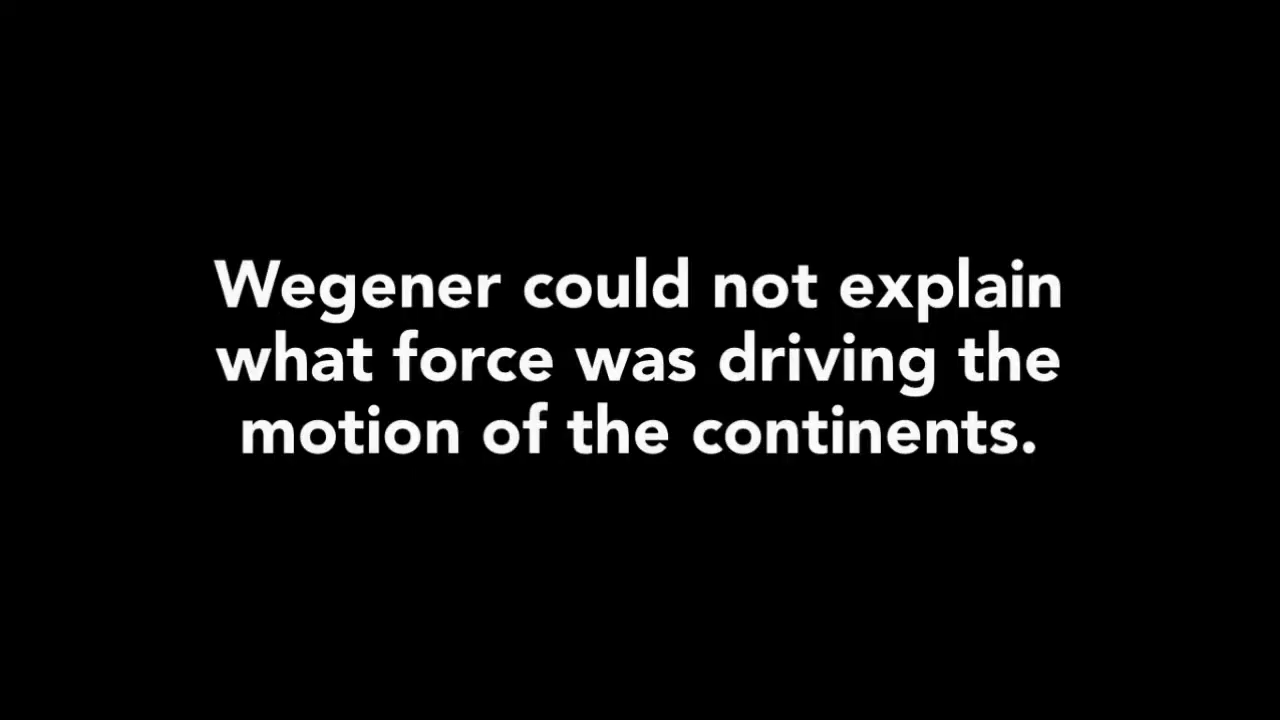 Wegener could not explain
what force was driving the
motion of the continents.